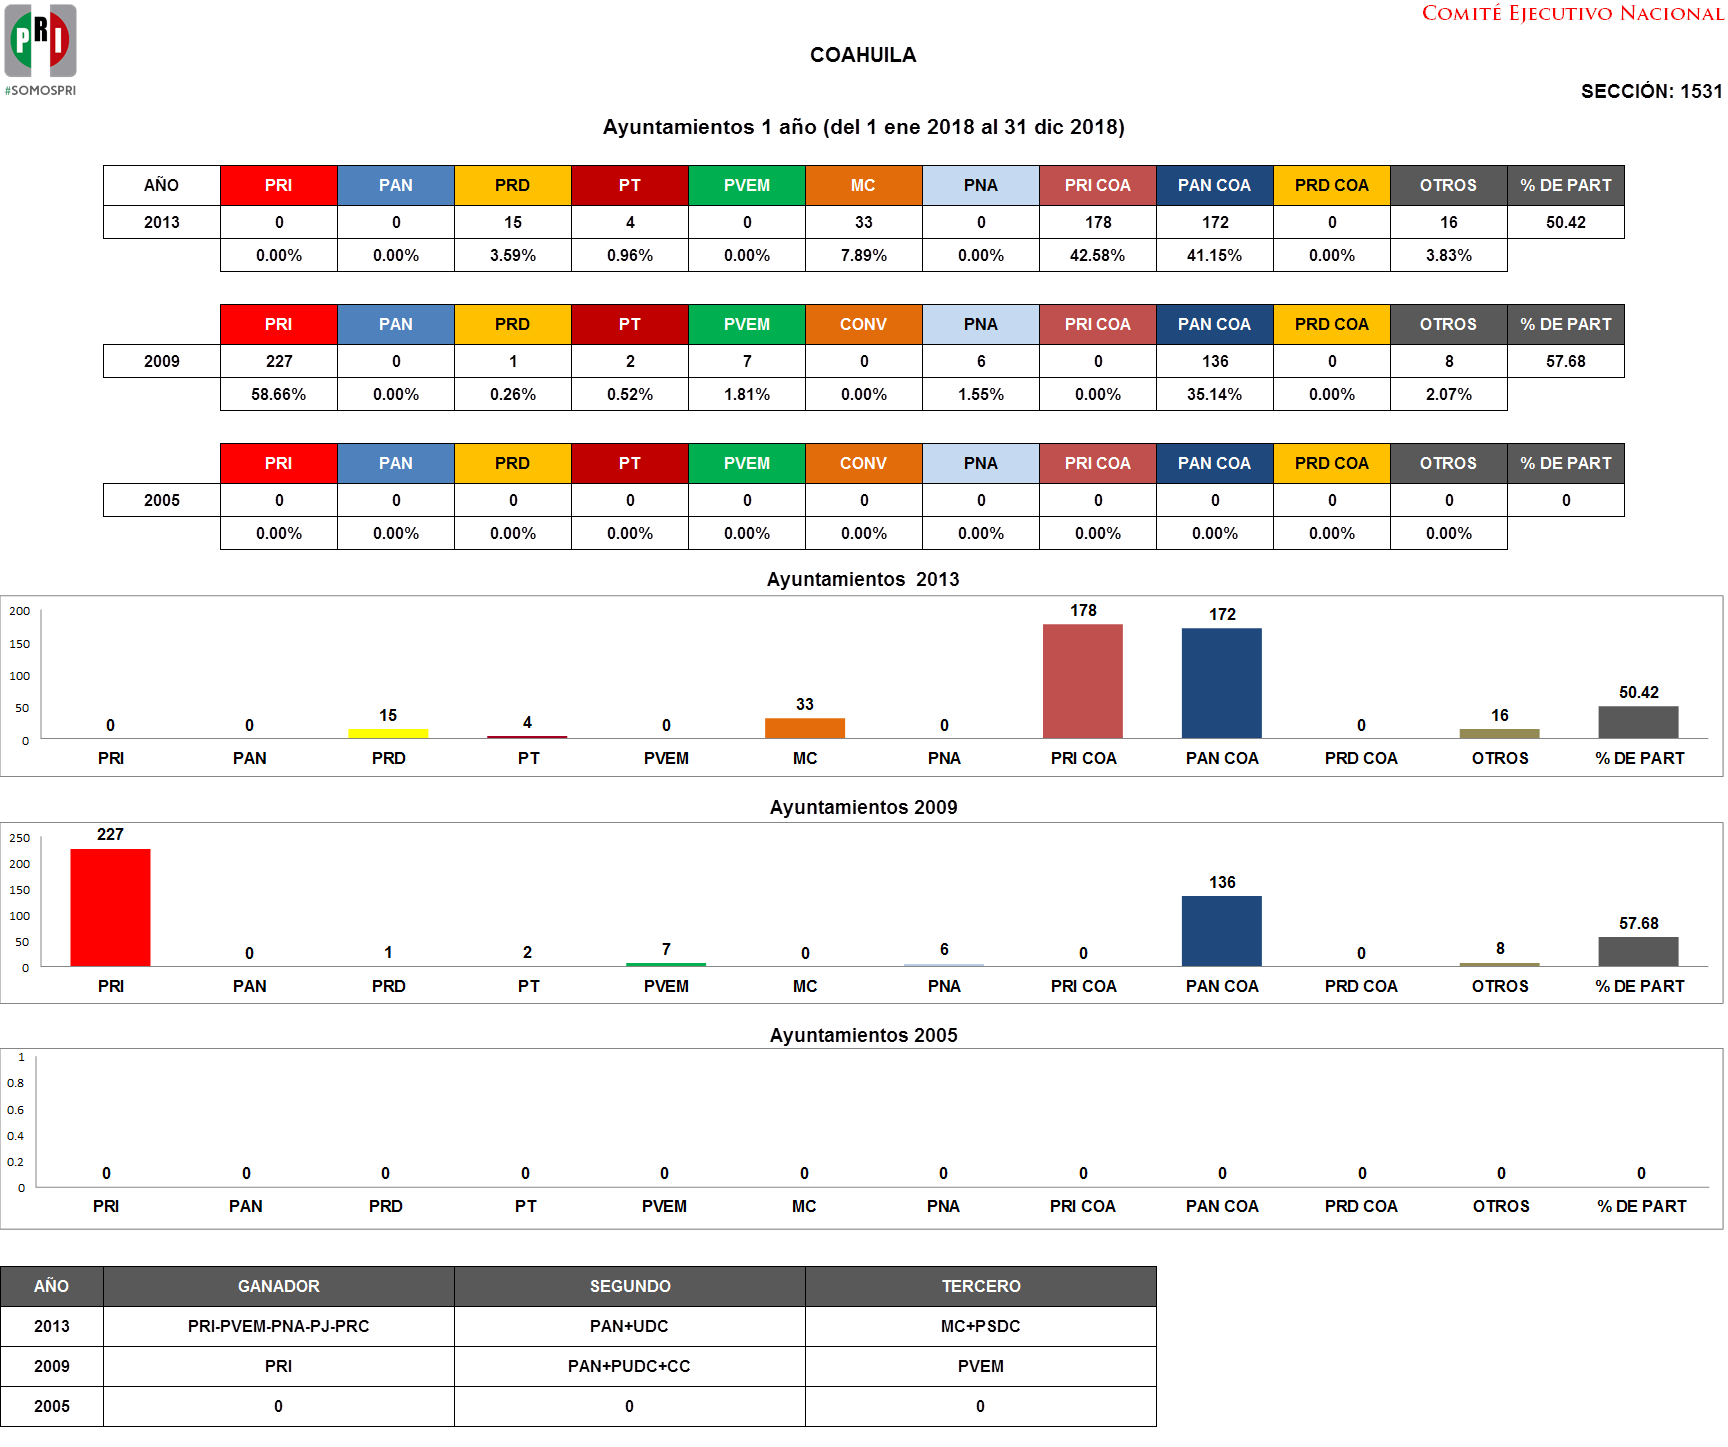 COMITÉ EJECUTIVO NACIONAL
PRI
#SOMOSPRI
COAHUILA
SECCIÓN: 1531
Ayuntamientos 1 año (del 1 ene 2018 al 31 dic 2018)
AÑO PRI PAN PRD PT PVEM MC PNA PRI COA PAN COA PRD COA OTROS % DE PART
2013 0 0 15 4 0 33 0 178 172 0 16 50.42
0.00% 0.00% 3.59% 0.96% 0.00% 7.89% 0.00% 42.58% 41.15% 0.00% 3.83%
PRI PAN PRD PT PVEM CONV PNA PRI COA PAN COA PRD COA OTROS % DE PART
2009 227 0 1 2 7 0 6 0 136 0 8 57.68
58.66% 0.00% 0.26% 0.52% 1.81% 0.00% 1.55% 0.00% 35.14% 0.00% 2.07%
PRI PAN PRD PT PVEM CONV PNA PRI COA PAN COA PRD COA OTROS % DE PART
2005 0 0 0 0 0 0 0 0 0 0 0 0
0.00% 0.00% 0.00% 0.00% 0.00% 0.00% 0.00% 0.00% 0.00% 0.00% 0.00%
Ayuntamientos 2013
200
150
100
50
0
0 0 15 4 0 33 0 178 172 0 16 50.42
PRI PAN PRD PT PVEM MC PNA PRI COA PAN COA PRD COA OTROS % DE PART
Ayuntamientos 2009
250
200
150
100
50
0
227 0 1 2 7 0 6 0 136 0 8 57.68
PRI PAN PRD PT PVEM MC PNA PRI COA PAN COA PRD COA OTROS % DE PART
Ayuntamientos 2005
1
0.8
0.6
0.4
0.2
0
0 0 0 0 0 0 0 0 0 0 0 0
PRI PAN PRD PT PVEM MC PNA PRI COA PAN COA PRD COA OTROS % DE PART
AÑO GANADOR SEGUNDO TERCERO
2013 PRI-PVEM-PNA-PJ-PRC PAN+UDC MC+PSDC
2009 PRI PAN+PUDC+CC PVEM
2005 0 0 0